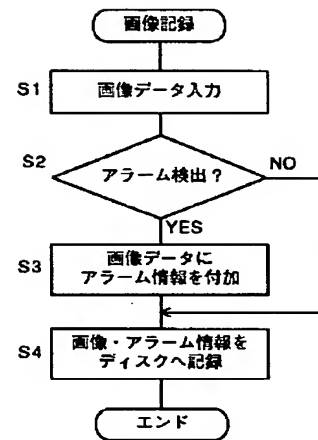 画像記録
S1 画像データ入力
S2 アラーム検出？ NO
YES
S3 画像データに
アラーム情報を付加
S4 画像・アラーム情報を
ディスクへ記録
エンド